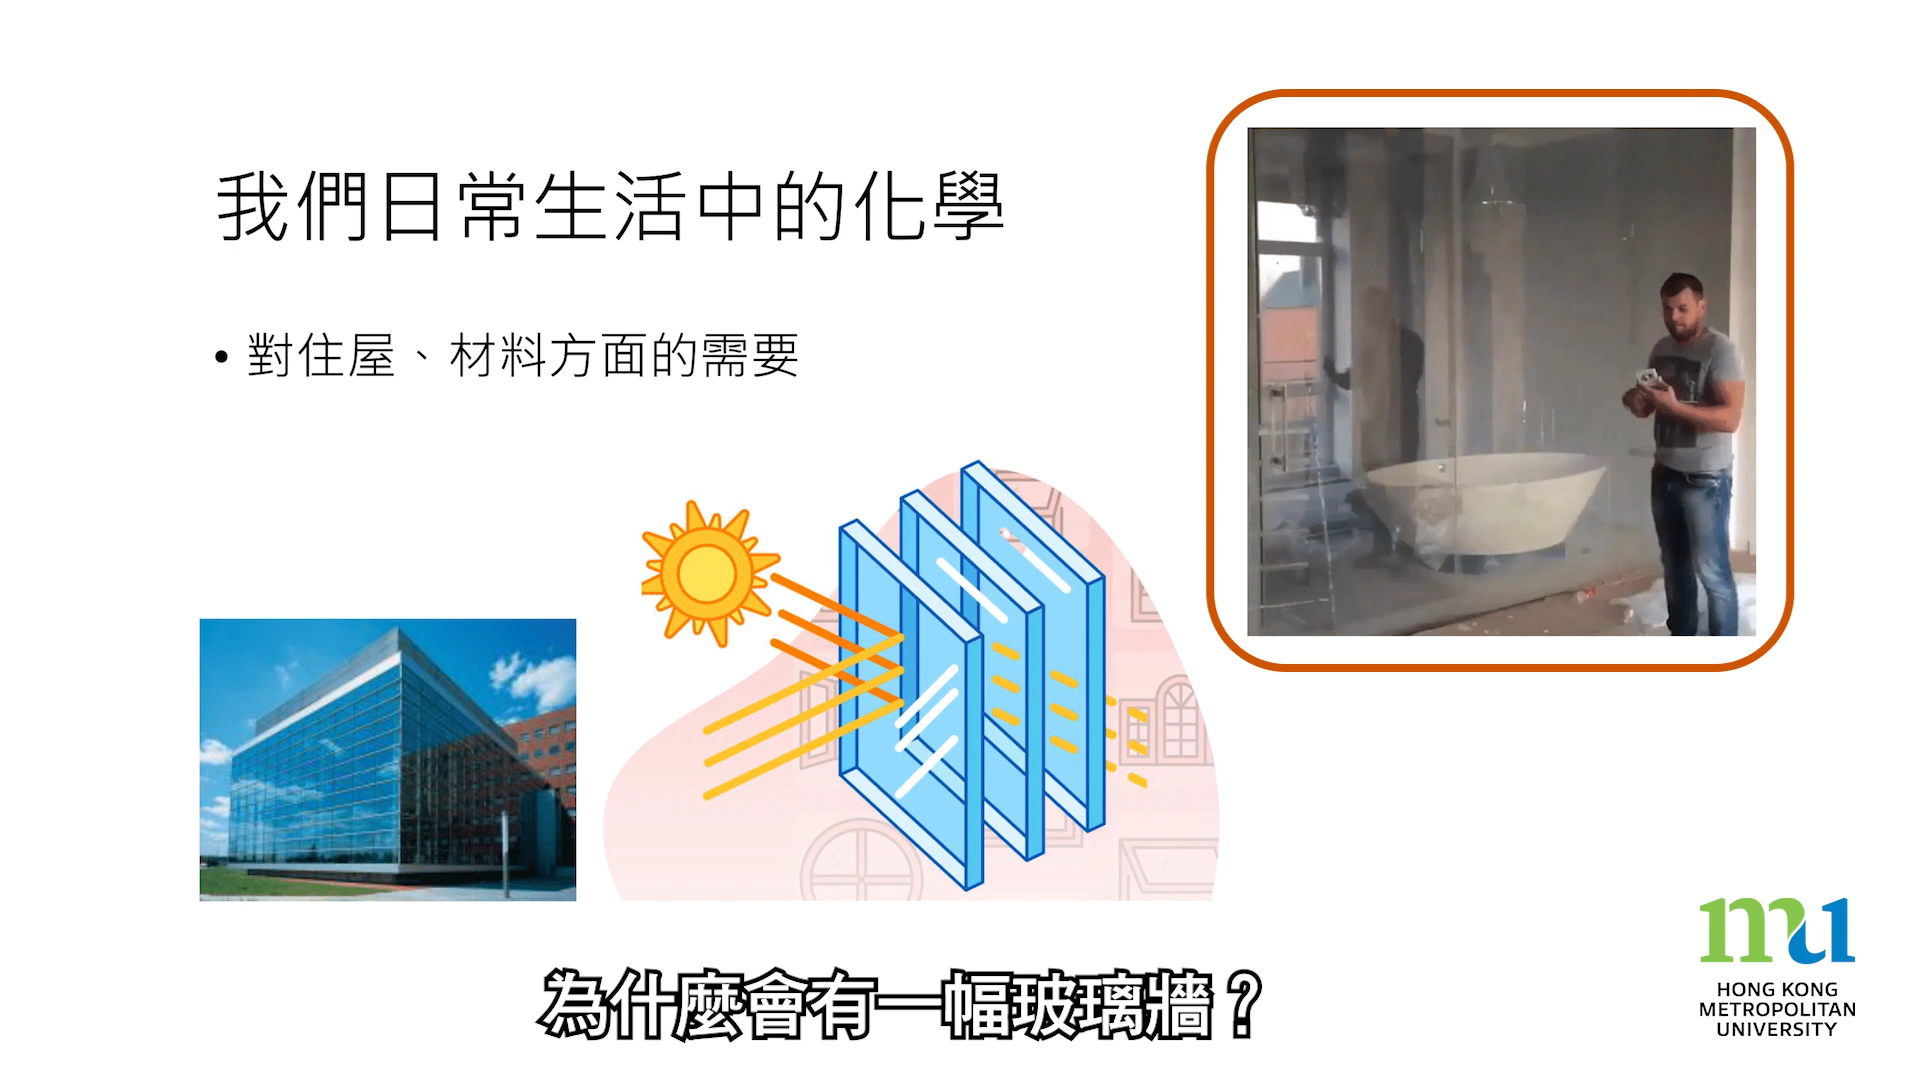 我們日常生活中的化學
• 對住屋、材料方面的需要
為什麼會有一幅玻璃牆？
mu
HONG KONG
METROPOLITAN
UNIVERSITY